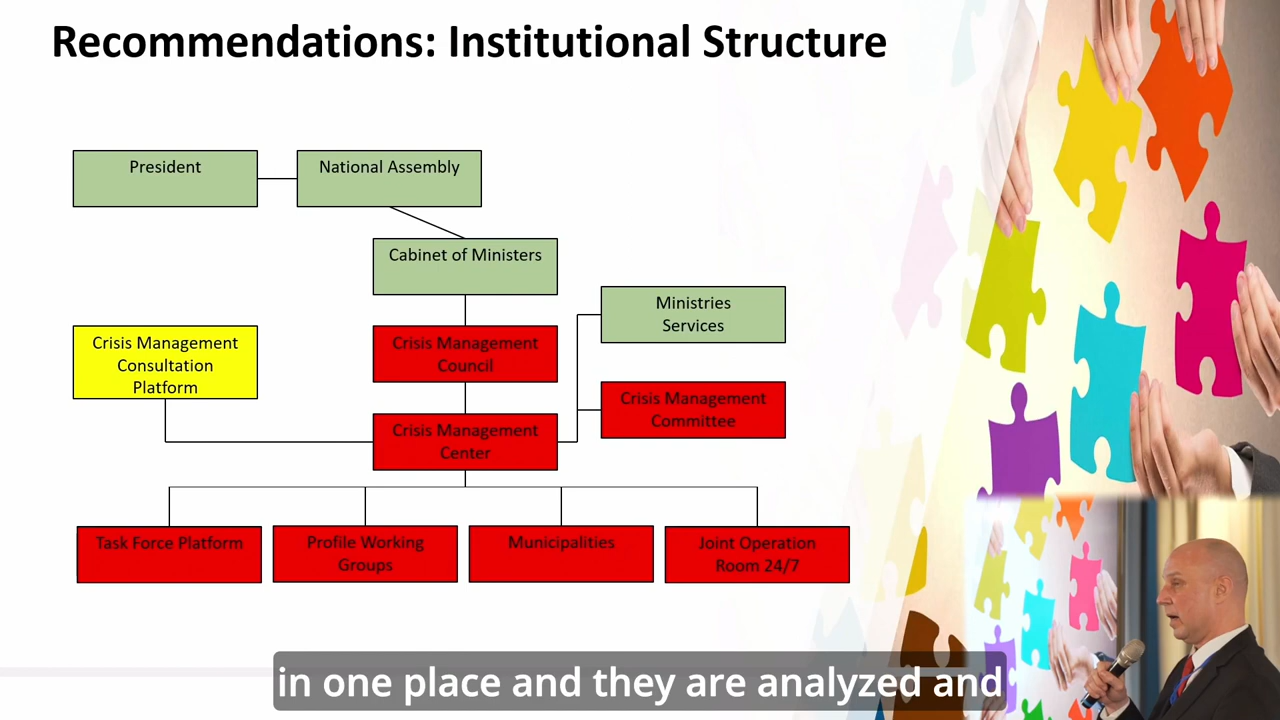 Recommendations: Institutional Structure
President
National Assembly
Cabinet of Ministers
Ministries
Services
Crisis Management
Consultation
Platform
Crisis Management
Council
Crisis Management
Committee
Crisis Management
Center
Task Force Platform
Profile Working
Groups
Municipalities
Joint Operation
Room 24/7
in one place and they are analyzed and